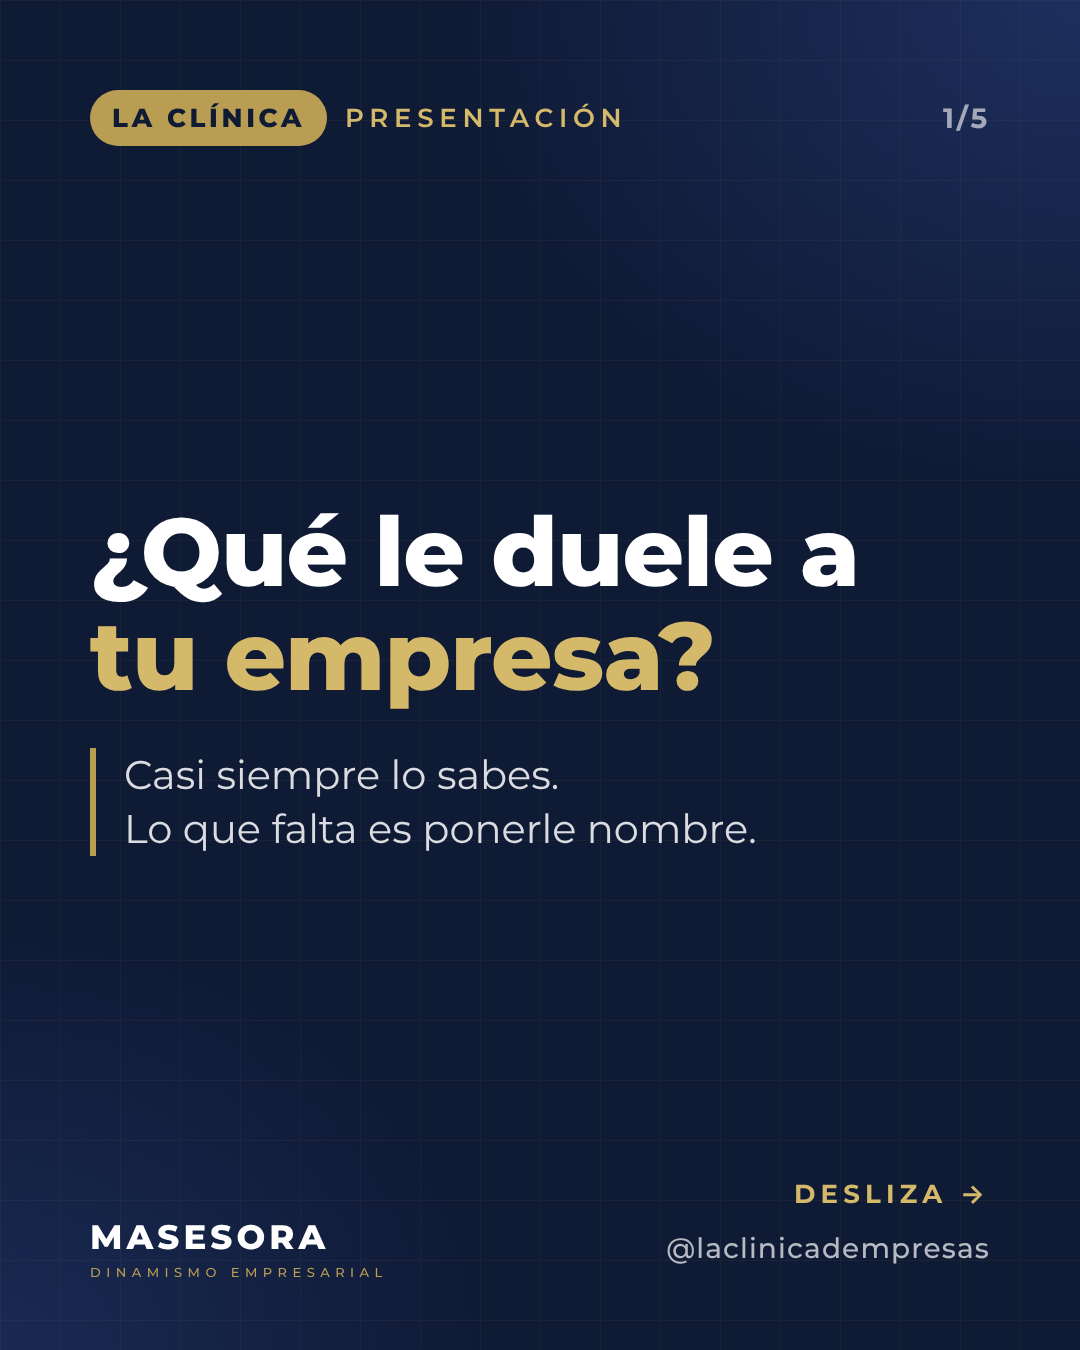 LA CLÍNICA PRESENTACIÓN 1/5
¿Qué le duele a
tu empresa?
Casi siempre lo sabes.
Lo que falta es ponerle nombre.
DESLIZA →
MASESORA
DINAMISMO EMPRESARIAL
@laclinicadempresas